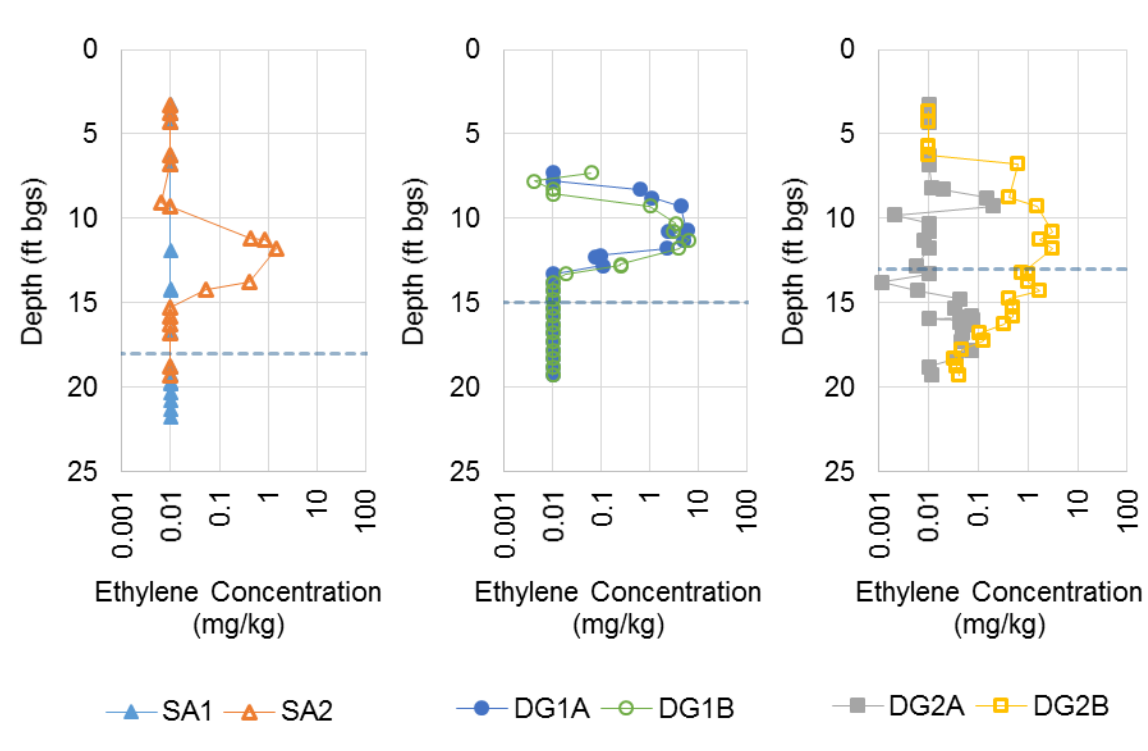 0
5
10
15
20
25
Depth (ft bgs)
0.001
0.01
0.1
1
10
100
Ethylene Concentration
(mg/kg)
SA1
SA2
0
5
10
15
20
25
Depth (ft bgs)
0.001
0.01
0.1
1
10
100
Ethylene Concentration
(mg/kg)
DG1A
DG1B
0
5
10
15
20
25
Depth (ft bgs)
0.001
0.01
0.1
1
10
100
Ethylene Concentration
(mg/kg)
DG2A
DG2B